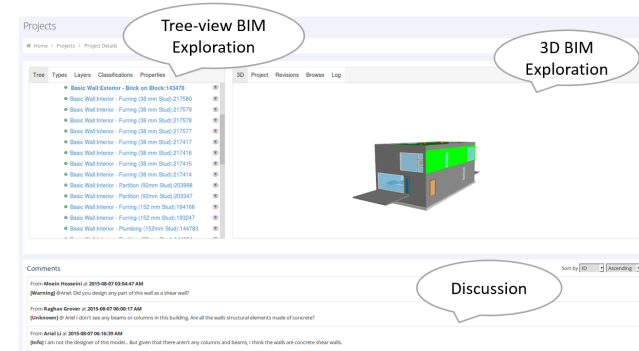 Projects
Tree-view BIM
Exploration
3D BIM
Exploration
Home > Projects > Project Details
Tree Types Layers Classifications Properties
3D Project Revisions Browse Log
Basic Wall:Exterior - Brick on Block:143478
Basic Wall:Interior - Furring (38 mm Stud):217580
Basic Wall:Interior - Furring (38 mm Stud):217579
Basic Wall:Interior - Furring (38 mm Stud):217578
Basic Wall:Interior - Furring (38 mm Stud):217577
Basic Wall:Interior - Furring (38 mm Stud):217417
Basic Wall:Interior - Furring (38 mm Stud):217416
Basic Wall:Interior - Furring (38 mm Stud):217415
Basic Wall:Interior - Furring (38 mm Stud):217414
Basic Wall:Interior - Partition (92mm Stud):203998
Basic Wall:Interior - Partition (92mm Stud):203347
Basic Wall:Interior - Furring (152 mm Stud):194166
Basic Wall:Interior - Furring (152 mm Stud):193247
Basic Wall:Interior - Plumbing (152mm Stud):144783
Comments
Sort by ID Ascending
Discussion
From Moein Hosseini at 2015-08-07 03:04:47 AM
[Warning] @Ariel: Did you design any part of this wall as a shear wall?
From Raghav Grover at 2015-08-07 06:00:17 AM
[Unknown] @ Ariel I don't see any beams or columns in this building. Are all the walls structural elements made of concrete?
From Ariel Li at 2015-08-07 06:16:39 AM
[Info] I am not the designer of this model... But given that there aren't any columns and beams, I think the walls are concrete shear walls.